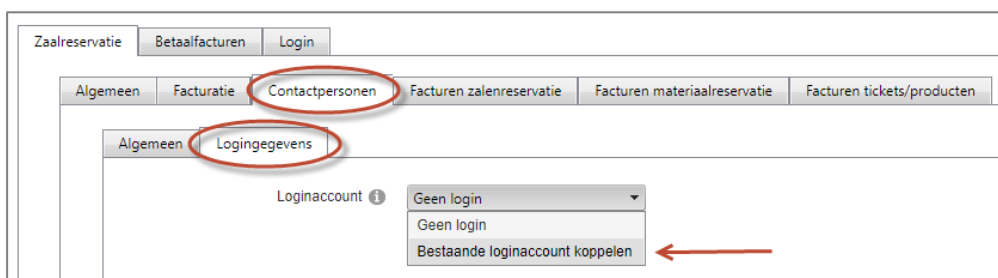 Zaalreservatie Betaalfacturen Login
Algemeen Facturatie Contactpersonen Facturen zalenreservatie Facturen materiaalreservatie Facturen tickets/producten
Algemeen Logingegevens
Loginaccount Geen login
Geen login
Bestaande loginaccount koppelen